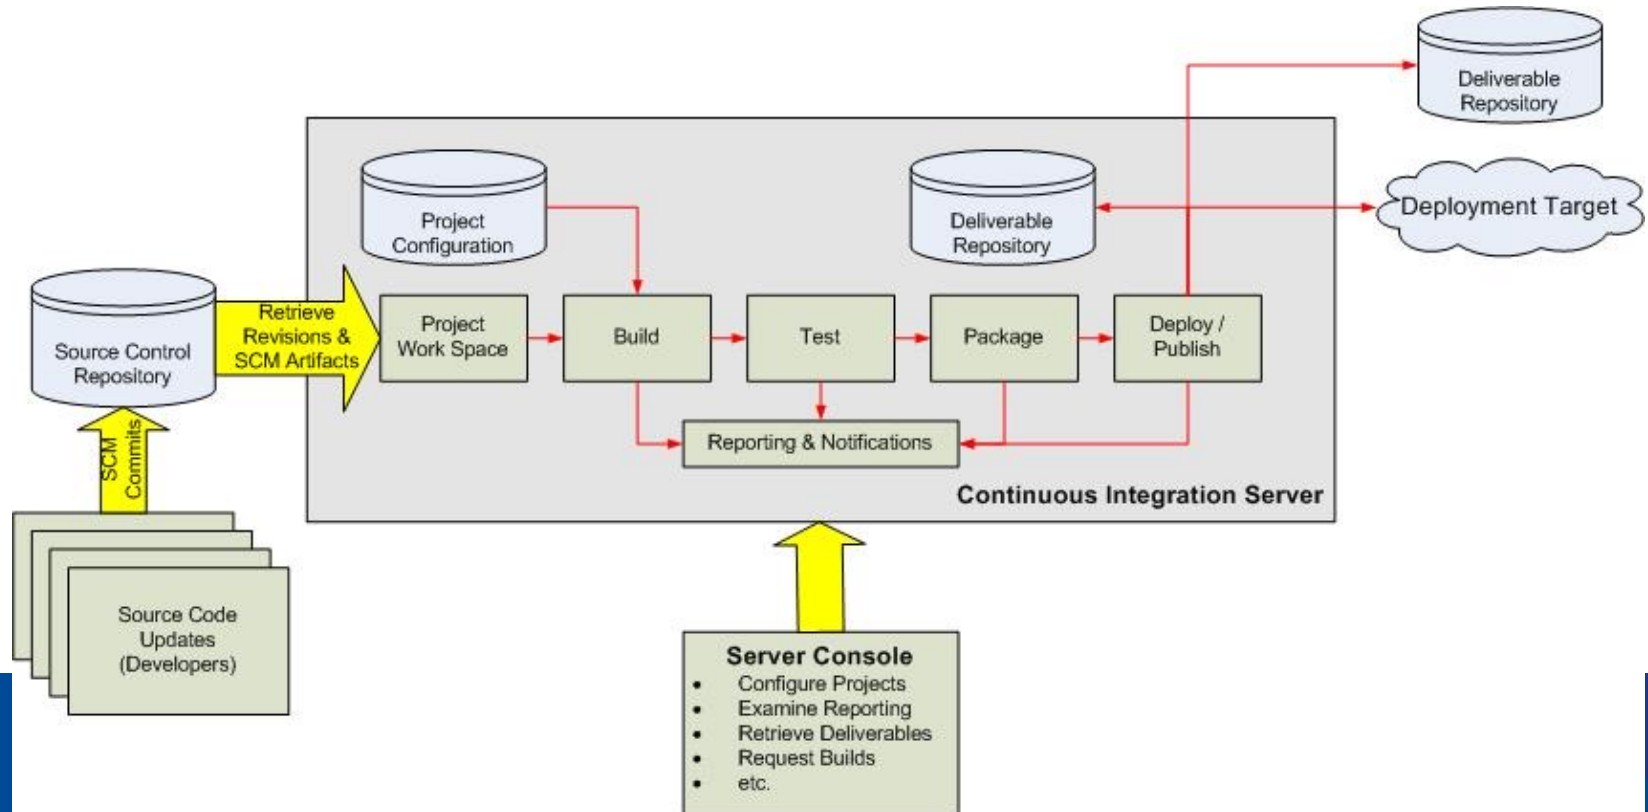 Deliverable
Repository
Project
Configuration
Deliverable
Repository
Deployment Target
Source Control
Repository
Retrieve
Revisions &
SCM Artifacts
Project
Work Space
Build
Test
Package
Deploy /
Publish
SCM
Commits
Reporting & Notifications
Continuous Integration Server
Source Code
Updates
(Developers)
Server Console
• Configure Projects
• Examine Reporting
• Retrieve Deliverables
• Request Builds
• etc.